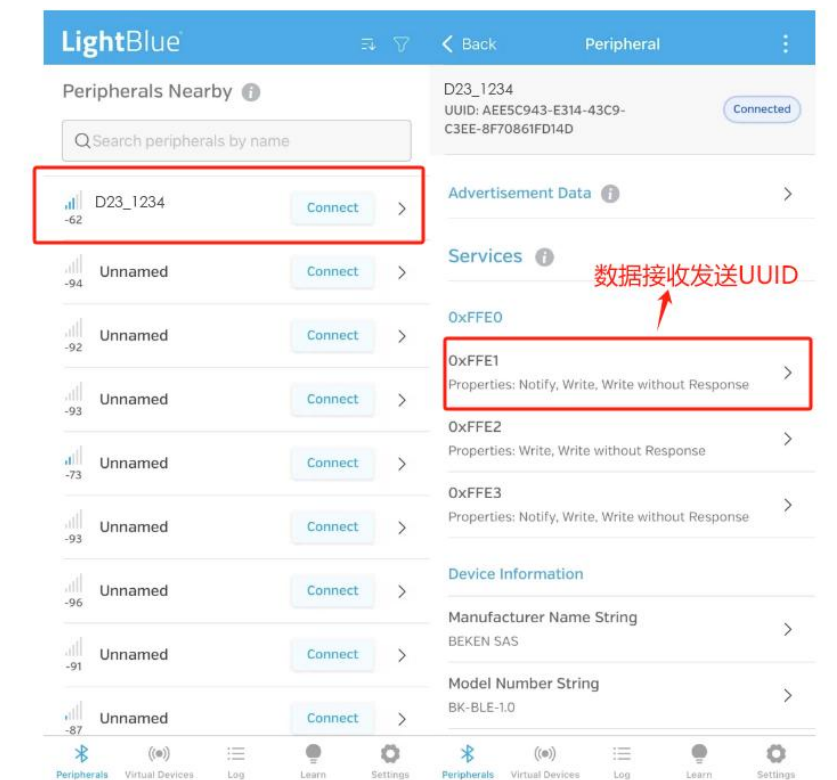 LightBlue
Peripherals Nearby
Search peripherals by name
D23_1234
Connect
-62
Unnamed
Connect
-94
Unnamed
Connect
-92
Unnamed
Connect
-93
Unnamed
Connect
-73
Unnamed
Connect
-93
Unnamed
Connect
-96
Unnamed
Connect
-91
Unnamed
Connect
-87
Peripherals Virtual Devices Log Learn Settings
Back Peripheral
D23_1234
UUID: AEE5C943-E314-43C9-
C3EE-8F70861FD14D
Connected
Advertisement Data
Services
数据接收发送UUID
0xFFE0
0xFFE1
Properties: Notify, Write, Write without Response
0xFFE2
Properties: Write, Write without Response
0xFFE3
Properties: Notify, Write, Write without Response
Device Information
Manufacturer Name String
BEKEN SAS
Model Number String
BK-BLE-1.0
Peripherals Virtual Devices Log Learn Settings